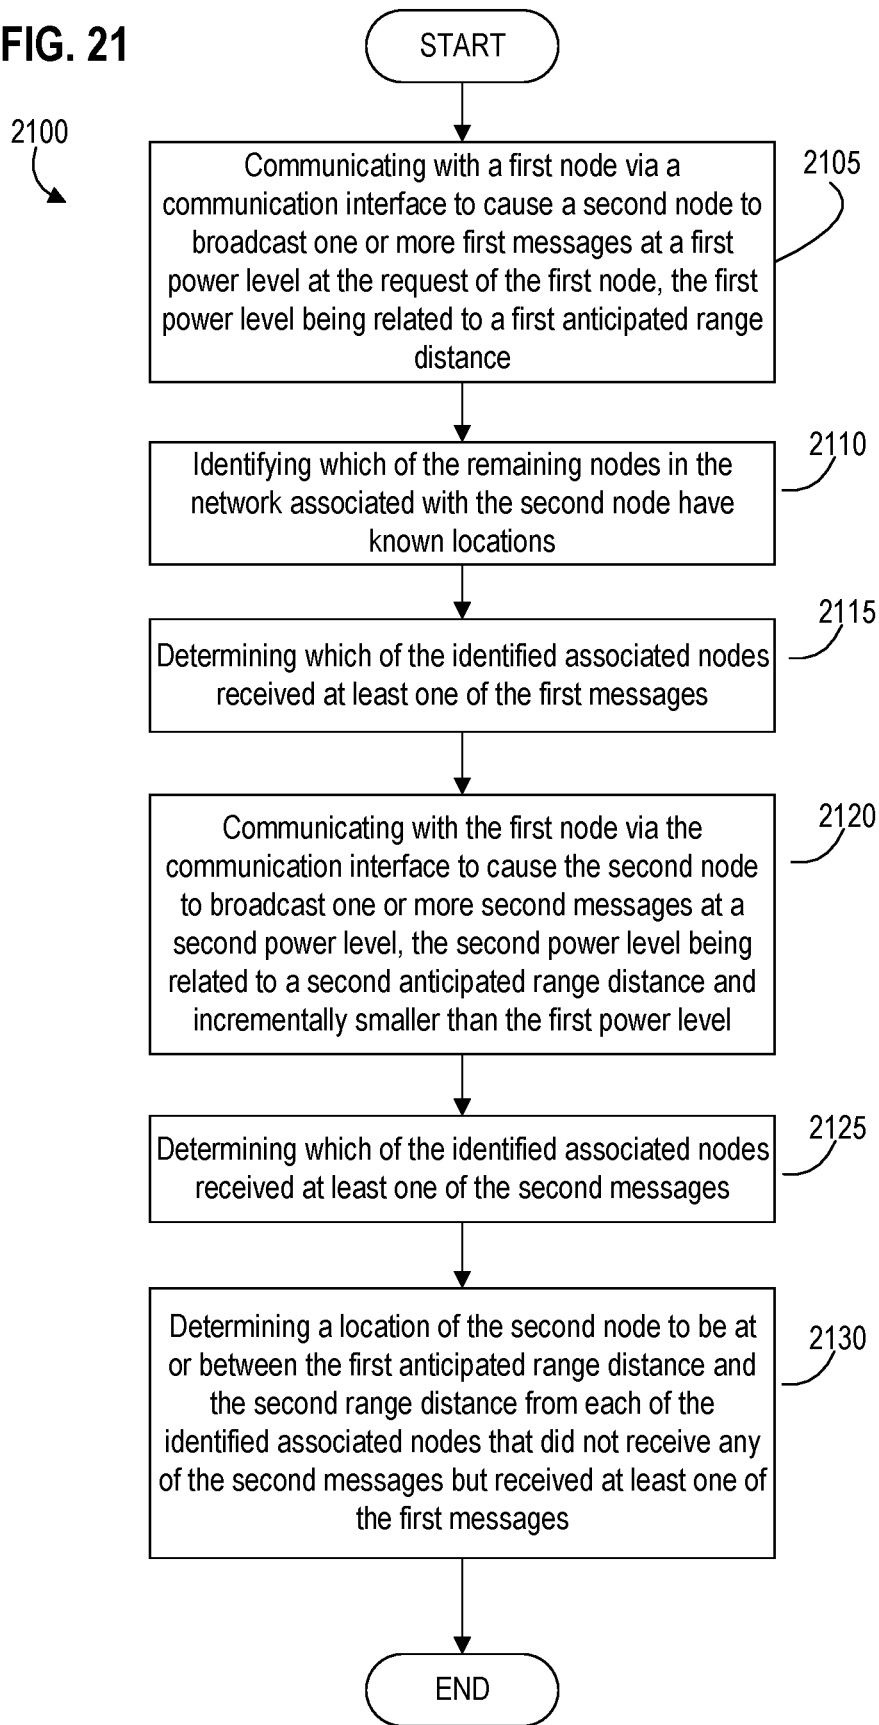 FIG. 21
START
2100
Communicating with a first node via a
communication interface to cause a second node to
broadcast one or more first messages at a first
power level at the request of the first node, the first
power level being related to a first anticipated range
distance
2105
Identifying which of the remaining nodes in the
network associated with the second node have
known locations
2110
Determining which of the identified associated nodes
received at least one of the first messages
2115
Communicating with the first node via the
communication interface to cause the second node
to broadcast one or more second messages at a
second power level, the second power level being
related to a second anticipated range distance and
incrementally smaller than the first power level
2120
Determining which of the identified associated nodes
received at least one of the second messages
2125
Determining a location of the second node to be at
or between the first anticipated range distance and
the second range distance from each of the
identified associated nodes that did not receive any
of the second messages but received at least one of
the first messages
2130
END